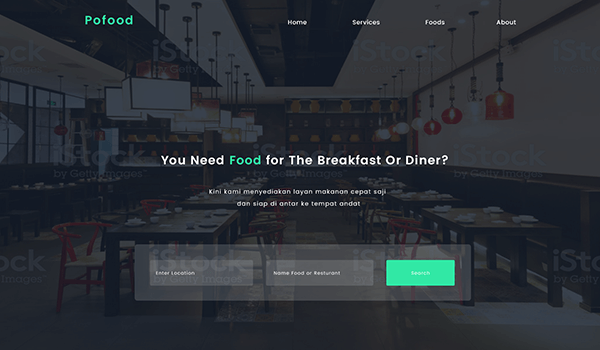 Pofood
Home Services Foods About
You Need Food for The Breakfast Or Diner?
Kini kami menyediakan layan makanan cepat saji
dan siap di antar ke tempat andat
Enter Location Name Food or Resturant Search
iStock
by Getty Images